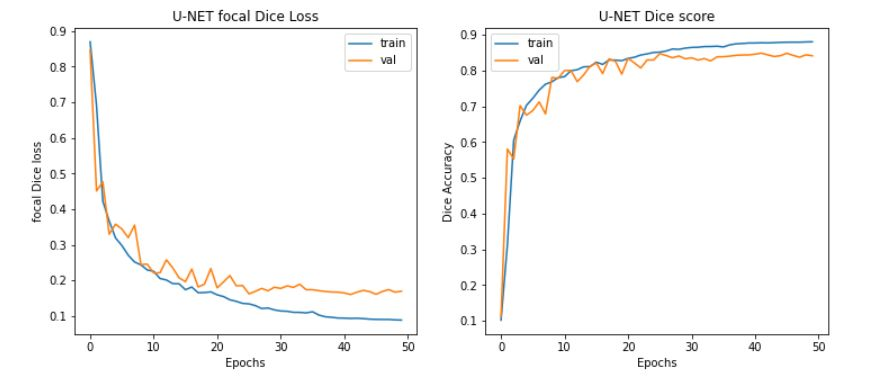 U-NET focal Dice Loss
train
val
0.9
0.8
0.7
0.6
0.5
0.4
0.3
0.2
0.1
focal Dice loss
0 10 20 30 40 50
Epochs
U-NET Dice score
train
val
0.9
0.8
0.7
0.6
0.5
0.4
0.3
0.2
0.1
Dice Accuracy
0 10 20 30 40 50
Epochs